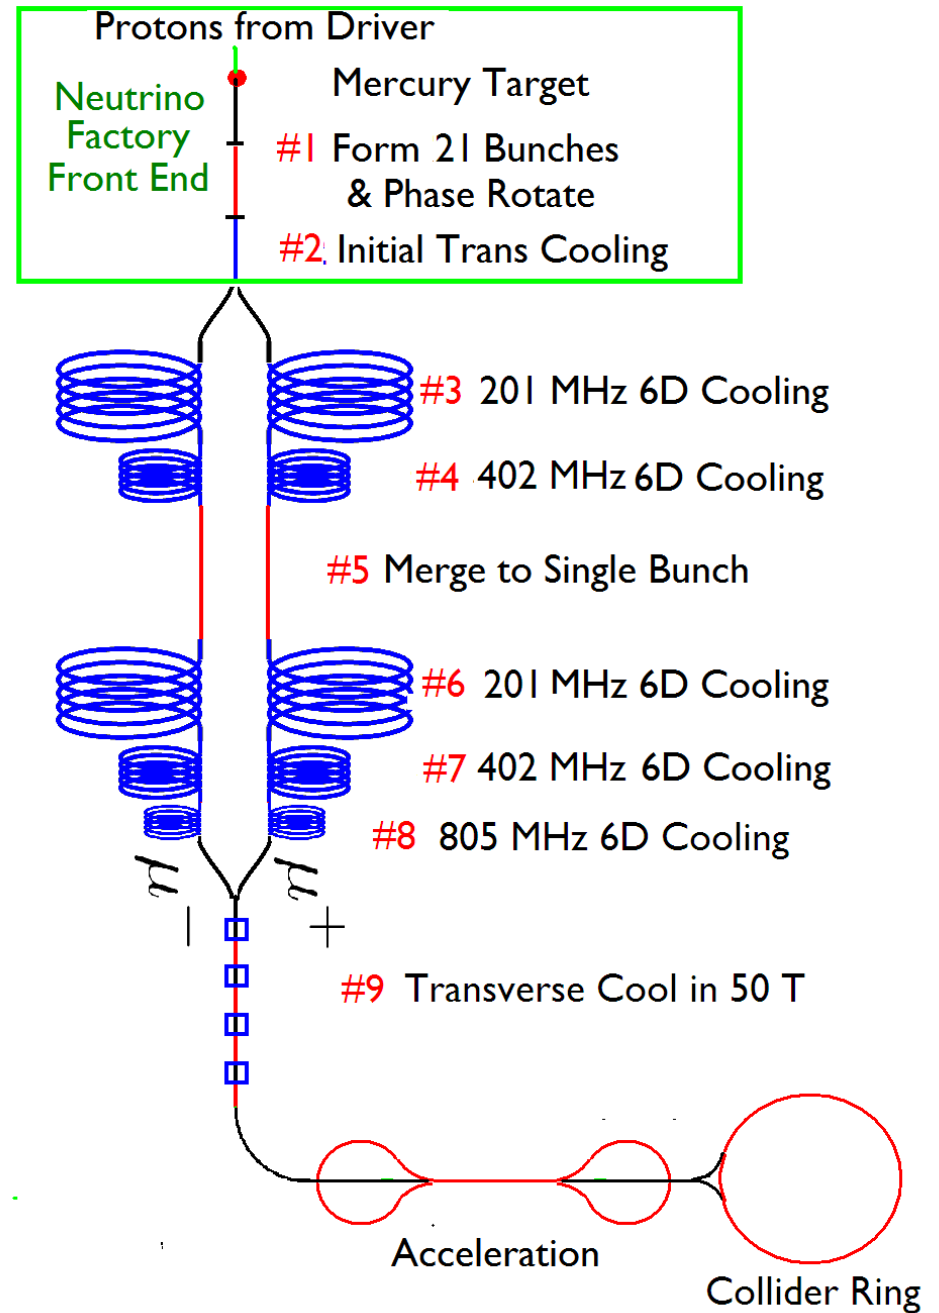 Protons from Driver
Mercury Target
Neutrino
Factory
Front End
#1 Form 21 Bunches
& Phase Rotate
#2 Initial Trans Cooling
#3 201 MHz 6D Cooling
#4 402 MHz 6D Cooling
#5 Merge to Single Bunch
#6 201 MHz 6D Cooling
#7 402 MHz 6D Cooling
#8 805 MHz 6D Cooling
μ− μ+
#9 Transverse Cool in 50 T
Acceleration
Collider Ring